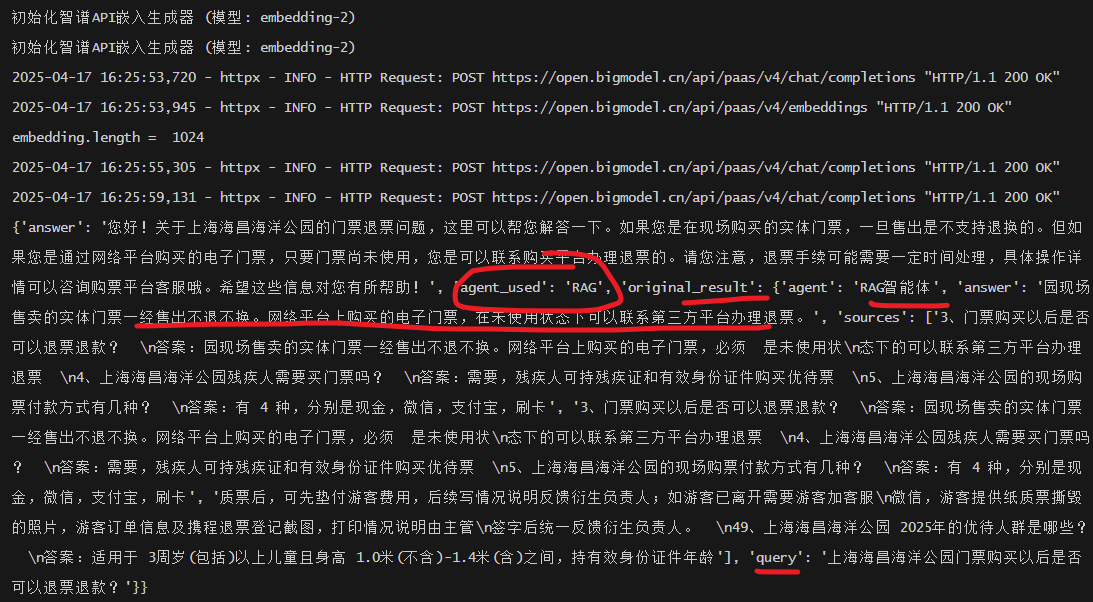 初始化智谱API嵌入生成器 (模型: embedding-2)
初始化智谱API嵌入生成器 (模型: embedding-2)
2025-04-17 16:25:53,720 - httpx - INFO - HTTP Request: POST https://open.bigmodel.cn/api/paas/v4/chat/completions "HTTP/1.1 200 OK"
2025-04-17 16:25:53,945 - httpx - INFO - HTTP Request: POST https://open.bigmodel.cn/api/paas/v4/embeddings "HTTP/1.1 200 OK"
embedding.length =  1024
2025-04-17 16:25:55,305 - httpx - INFO - HTTP Request: POST https://open.bigmodel.cn/api/paas/v4/chat/completions "HTTP/1.1 200 OK"
2025-04-17 16:25:59,131 - httpx - INFO - HTTP Request: POST https://open.bigmodel.cn/api/paas/v4/chat/completions "HTTP/1.1 200 OK"
{'answer': '您好！关于上海海昌海洋公园的门票退票问题，这里可以帮您解答一下。如果您是在现场购买的实体门票，一旦售出是不支持退换的。但如
果您是通过网络平台购买的电子门票，只要门票尚未使用，您是可以联系购买平台办理退票的。请您注意，退票手续可能需要一定时间处理，具体操作详
情可以咨询购票平台客服哦。希望这些信息对您有所帮助！', 'agent_used': 'RAG', 'original_result': {'agent': 'RAG智能体', 'answer': '园现场
售卖的实体门票一经售出不退不换。网络平台上购买的电子门票，在未使用状态下可以联系第三方平台办理退票。', 'sources': ['3、门票购买以后是否
可以退票退款？  \n答案：园现场售卖的实体门票一经售出不退不换。网络平台上购买的电子门票，必须  是未使用状\n态下的可以联系第三方平台办理
退票  \n4、上海海昌海洋公园残疾人需要买门票吗？  \n答案：需要，残疾人可持残疾证和有效身份证件购买优待票  \n5、上海海昌海洋公园的现场购
票付款方式有几种？  \n答案：有 4 种，分别是现金，微信，支付宝，刷卡', '3、门票购买以后是否可以退票退款？  \n答案：园现场售卖的实体门票
一经售出不退不换。网络平台上购买的电子门票，必须  是未使用状\n态下的可以联系第三方平台办理退票  \n4、上海海昌海洋公园残疾人需要买门票吗
？  \n答案：需要，残疾人可持残疾证和有效身份证件购买优待票  \n5、上海海昌海洋公园的现场购票付款方式有几种？  \n答案：有 4 种，分别是现
金，微信，支付宝，刷卡', '质票后，可先垫付游客费用，后续写情况说明反馈衍生负责人；如游客已离开需要游客加客服\n微信，游客提供纸质票撕毁
的照片，游客订单信息及携程退票登记截图，打印情况说明由主管\n签字后统一反馈衍生负责人。  \n49、上海海昌海洋公园 2025年的优待人群是哪些？
  \n答案：适用于 3周岁(包括)以上儿童且身高 1.0米(不含)-1.4米(含)之间，持有效身份证件年龄'], 'query': '上海海昌海洋公园门票购买以后是否
可以退票退款？'}}